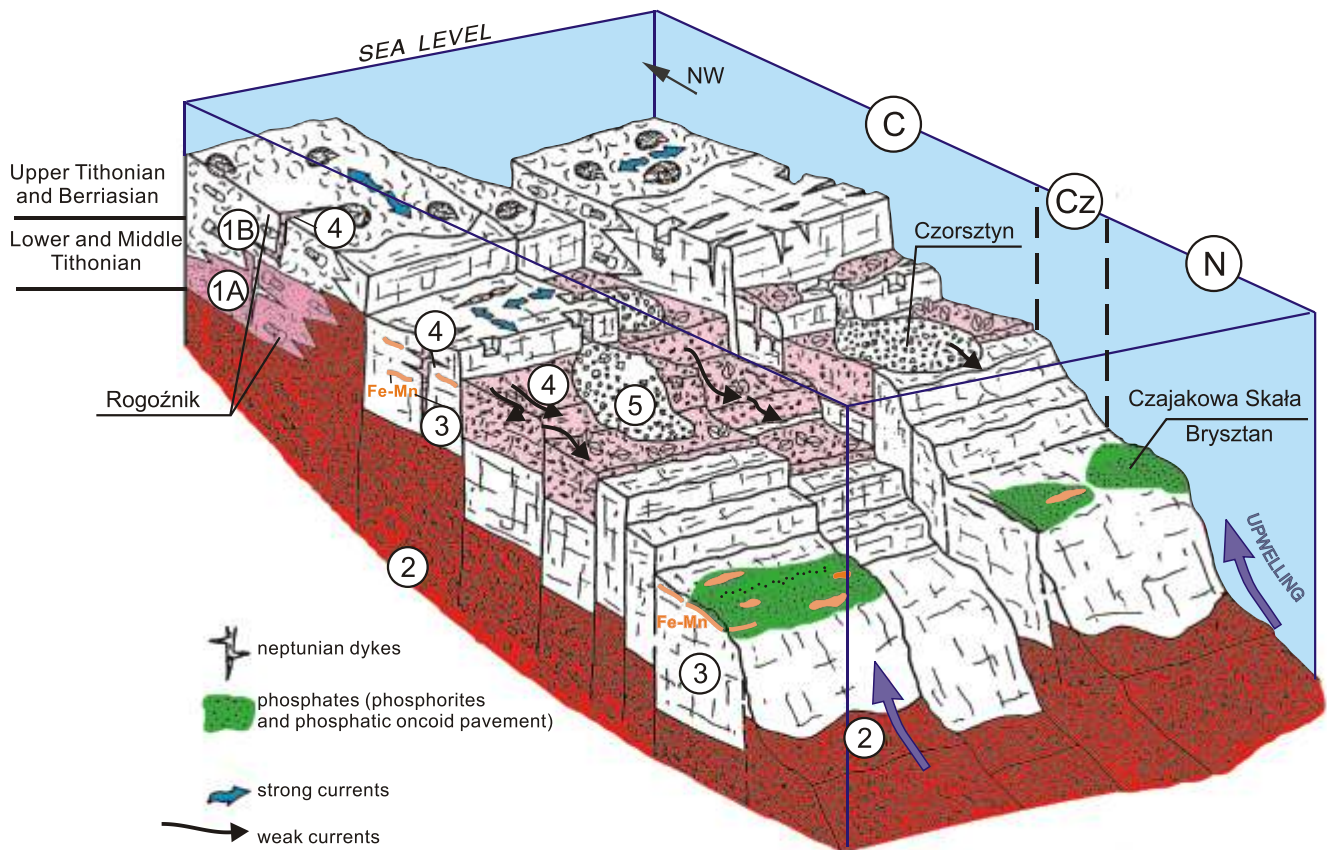 SEA LEVEL
NW
C
Cz
N
Upper Tithonian
and Berriasian
Lower and Middle
Tithonian
1B
4
1A
Rogoźnik
Czorsztyn
Czajakowa Skała
Brysztan
4
Fe-Mn
3
4
5
2
Fe-Mn
3
2
UPWELLING
neptunian dykes
phosphates (phosphorites
and phosphatic oncoid pavement)
strong currents
weak currents